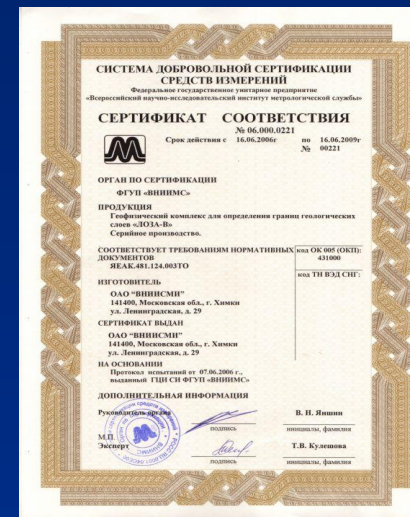 СИСТЕМА ДОБРОВОЛЬНОЙ СЕРТИФИКАЦИИ
СРЕДСТВ ИЗМЕРЕНИЙ
Федеральное государственное унитарное предприятие
«Всероссийский научно-исследовательский институт метрологической службы»
СЕРТИФИКАТ СООТВЕТСТВИЯ
№ 06.000.0221
Срок действия с 16.06.2006г по 16.06.2009г
№ 00221
ОРГАН ПО СЕРТИФИКАЦИИ
ФГУП «ВНИИМС»
ПРОДУКЦИЯ
Геофизический комплекс для определения границ геологических
слоев «ЛОЗА-В»
Серийное производство.
СООТВЕТСТВУЕТ ТРЕБОВАНИЯМ НОРМАТИВНЫХ
ДОКУМЕНТОВ
ЯЕАК.481.124.003ТО
код ОК 005 (ОКП):
431000
код ТН ВЭД СНГ:
ИЗГОТОВИТЕЛЬ
ОАО "ВНИИСМИ"
141400, Московская обл., г. Химки
ул. Ленинградская, д. 29
СЕРТИФИКАТ ВЫДАН
ОАО "ВНИИСМИ"
141400, Московская обл., г. Химки
ул. Ленинградская, д. 29
НА ОСНОВАНИИ
Протокол испытаний от 07.06.2006 г.,
выданный ГЦИ СИ ФГУП «ВНИИМС»
ДОПОЛНИТЕЛЬНАЯ ИНФОРМАЦИЯ
Руководитель органа
В. Н. Яншин
подпись
инициалы, фамилия
М.П.
Эксперт
Т.В. Кулешова
подпись
инициалы, фамилия